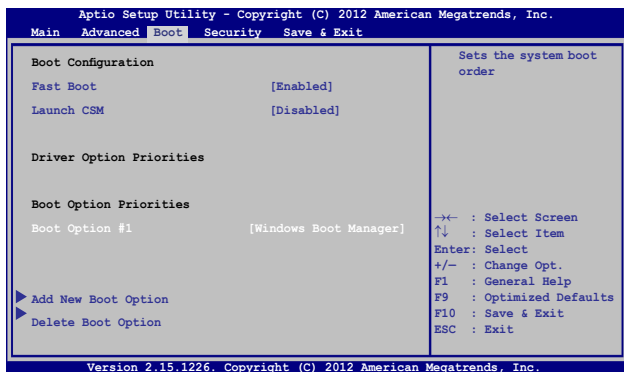 Aptio Setup Utility - Copyright (C) 2012 American Megatrends, Inc.
Main Advanced Boot Security Save & Exit
Boot Configuration
Fast Boot [Enabled]
Launch CSM [Disabled]
Driver Option Priorities
Boot Option Priorities
Boot Option #1 [Windows Boot Manager]
Add New Boot Option
Delete Boot Option
Sets the system boot
order
→← : Select Screen
↑↓ : Select Item
Enter: Select
+/— : Change Opt.
F1 : General Help
F9 : Optimized Defaults
F10 : Save & Exit
ESC : Exit
Version 2.15.1226. Copyright (C) 2012 American Megatrends, Inc.